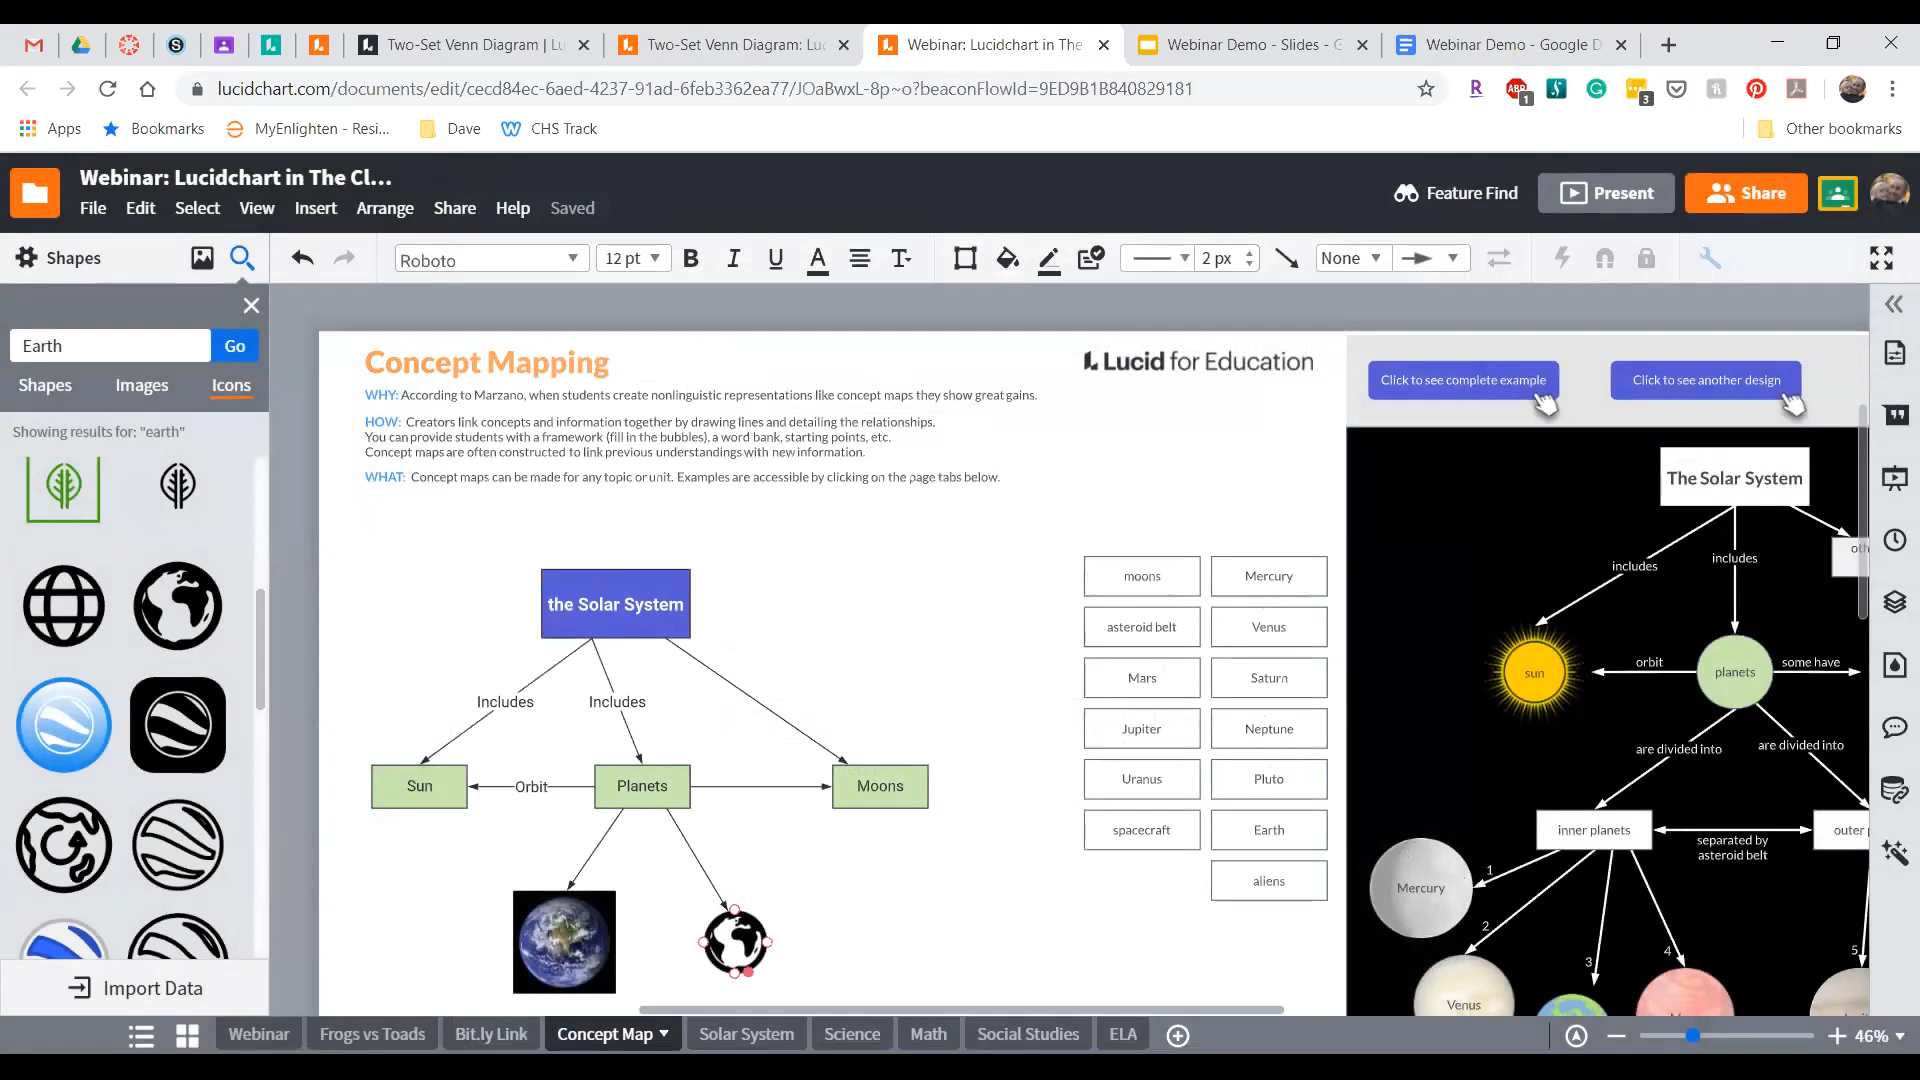 Two-Set Venn Diagram | Lu
Two-Set Venn Diagram: Luc
Webinar: Lucidchart in The
Webinar Demo - Slides - G
Webinar Demo - Google D
lucidchart.com/documents/edit/cecd84ec-6aed-4237-91ad-6feb3362ea77/JOaBwxL-8p~o?beaconFlowId=9ED9B1B840829181
R
ABP
1
3
Apps
Bookmarks
MyEnlighten - Resi...
Dave
CHS Track
Other bookmarks
Webinar: Lucidchart in The Cl...
File Edit Select View Insert Arrange Share Help Saved
Feature Find
Present
Share
Shapes
Roboto
12 pt
B
I
U
A
T
2 px
None
Earth
Go
Shapes
Images
Icons
Showing results for: "earth"
Import Data
Concept Mapping
Lucid for Education
WHY: According to Marzano, when students create nonlinguistic representations like concept maps they show great gains.
HOW: Creators link concepts and information together by drawing lines and detailing the relationships.
You can provide students with a framework (fill in the bubbles), a word bank, starting points, etc.
Concept maps are often constructed to link previous understandings with new information.
WHAT: Concept maps can be made for any topic or unit. Examples are accessible by clicking on the page tabs below.
the Solar System
Includes
Includes
Sun
Orbit
Planets
Moons
moons
Mercury
asteroid belt
Venus
Mars
Saturn
Jupiter
Neptune
Uranus
Pluto
spacecraft
Earth
aliens
Click to see complete example
Click to see another design
The Solar System
includes
includes
oth
sun
orbit
planets
some have
are divided into
are divided into
inner planets
separated by
asteroid belt
outer p
Mercury
1
2
3
4
5
Venus
Webinar
Frogs vs Toads
Bit.ly Link
Concept Map
Solar System
Science
Math
Social Studies
ELA
46%